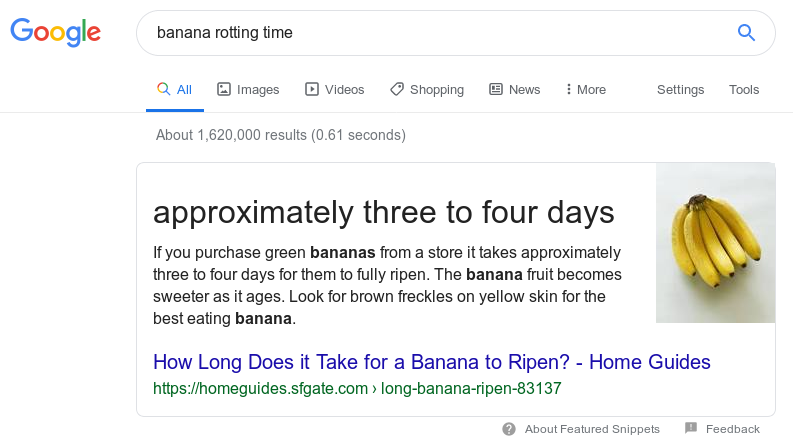 Google
banana rotting time
All Images Videos Shopping News More Settings Tools
About 1,620,000 results (0.61 seconds)
approximately three to four days
If you purchase green bananas from a store it takes approximately
three to four days for them to fully ripen. The banana fruit becomes
sweeter as it ages. Look for brown freckles on yellow skin for the
best eating banana.
How Long Does it Take for a Banana to Ripen? - Home Guides
https://homeguides.sfgate.com › long-banana-ripen-83137
About Featured Snippets Feedback